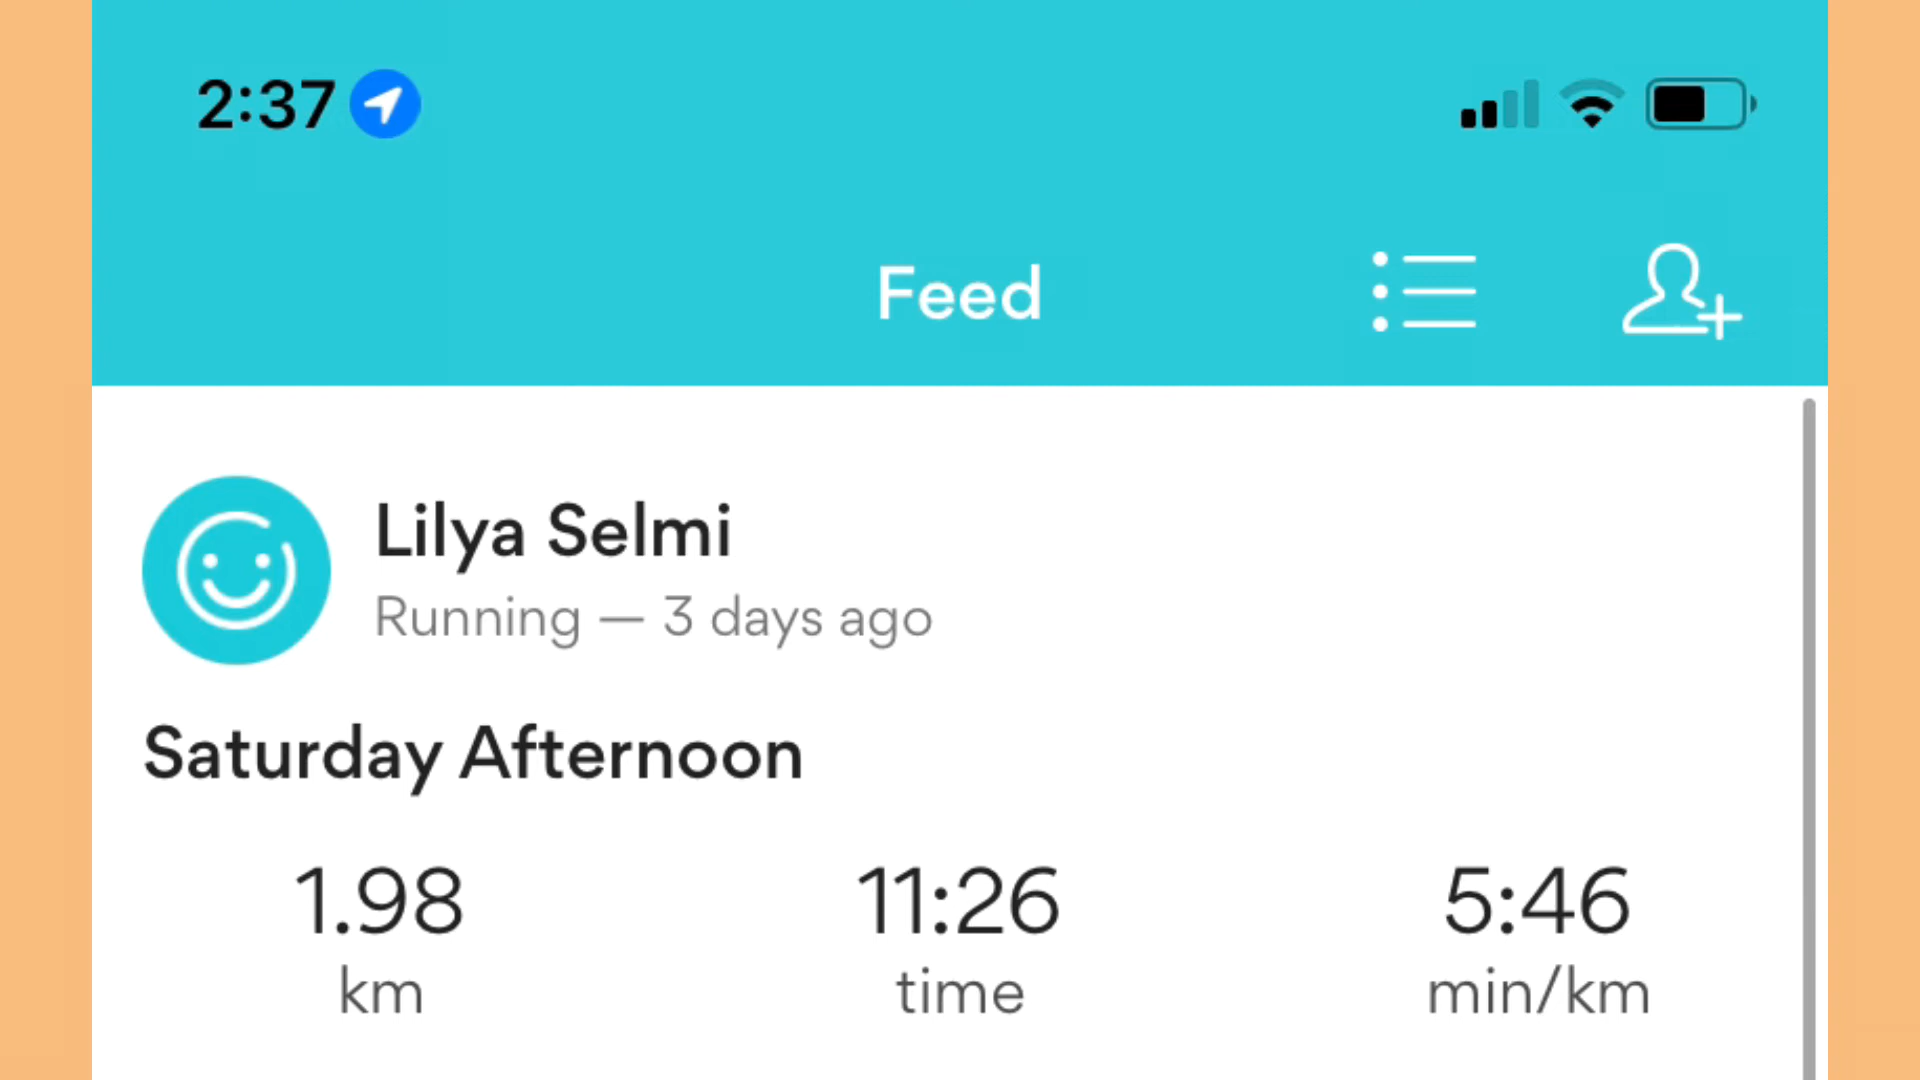 2:37
Feed
Lilya Selmi
Running — 3 days ago
Saturday Afternoon
1.98 11:26 5:46
km time min/km